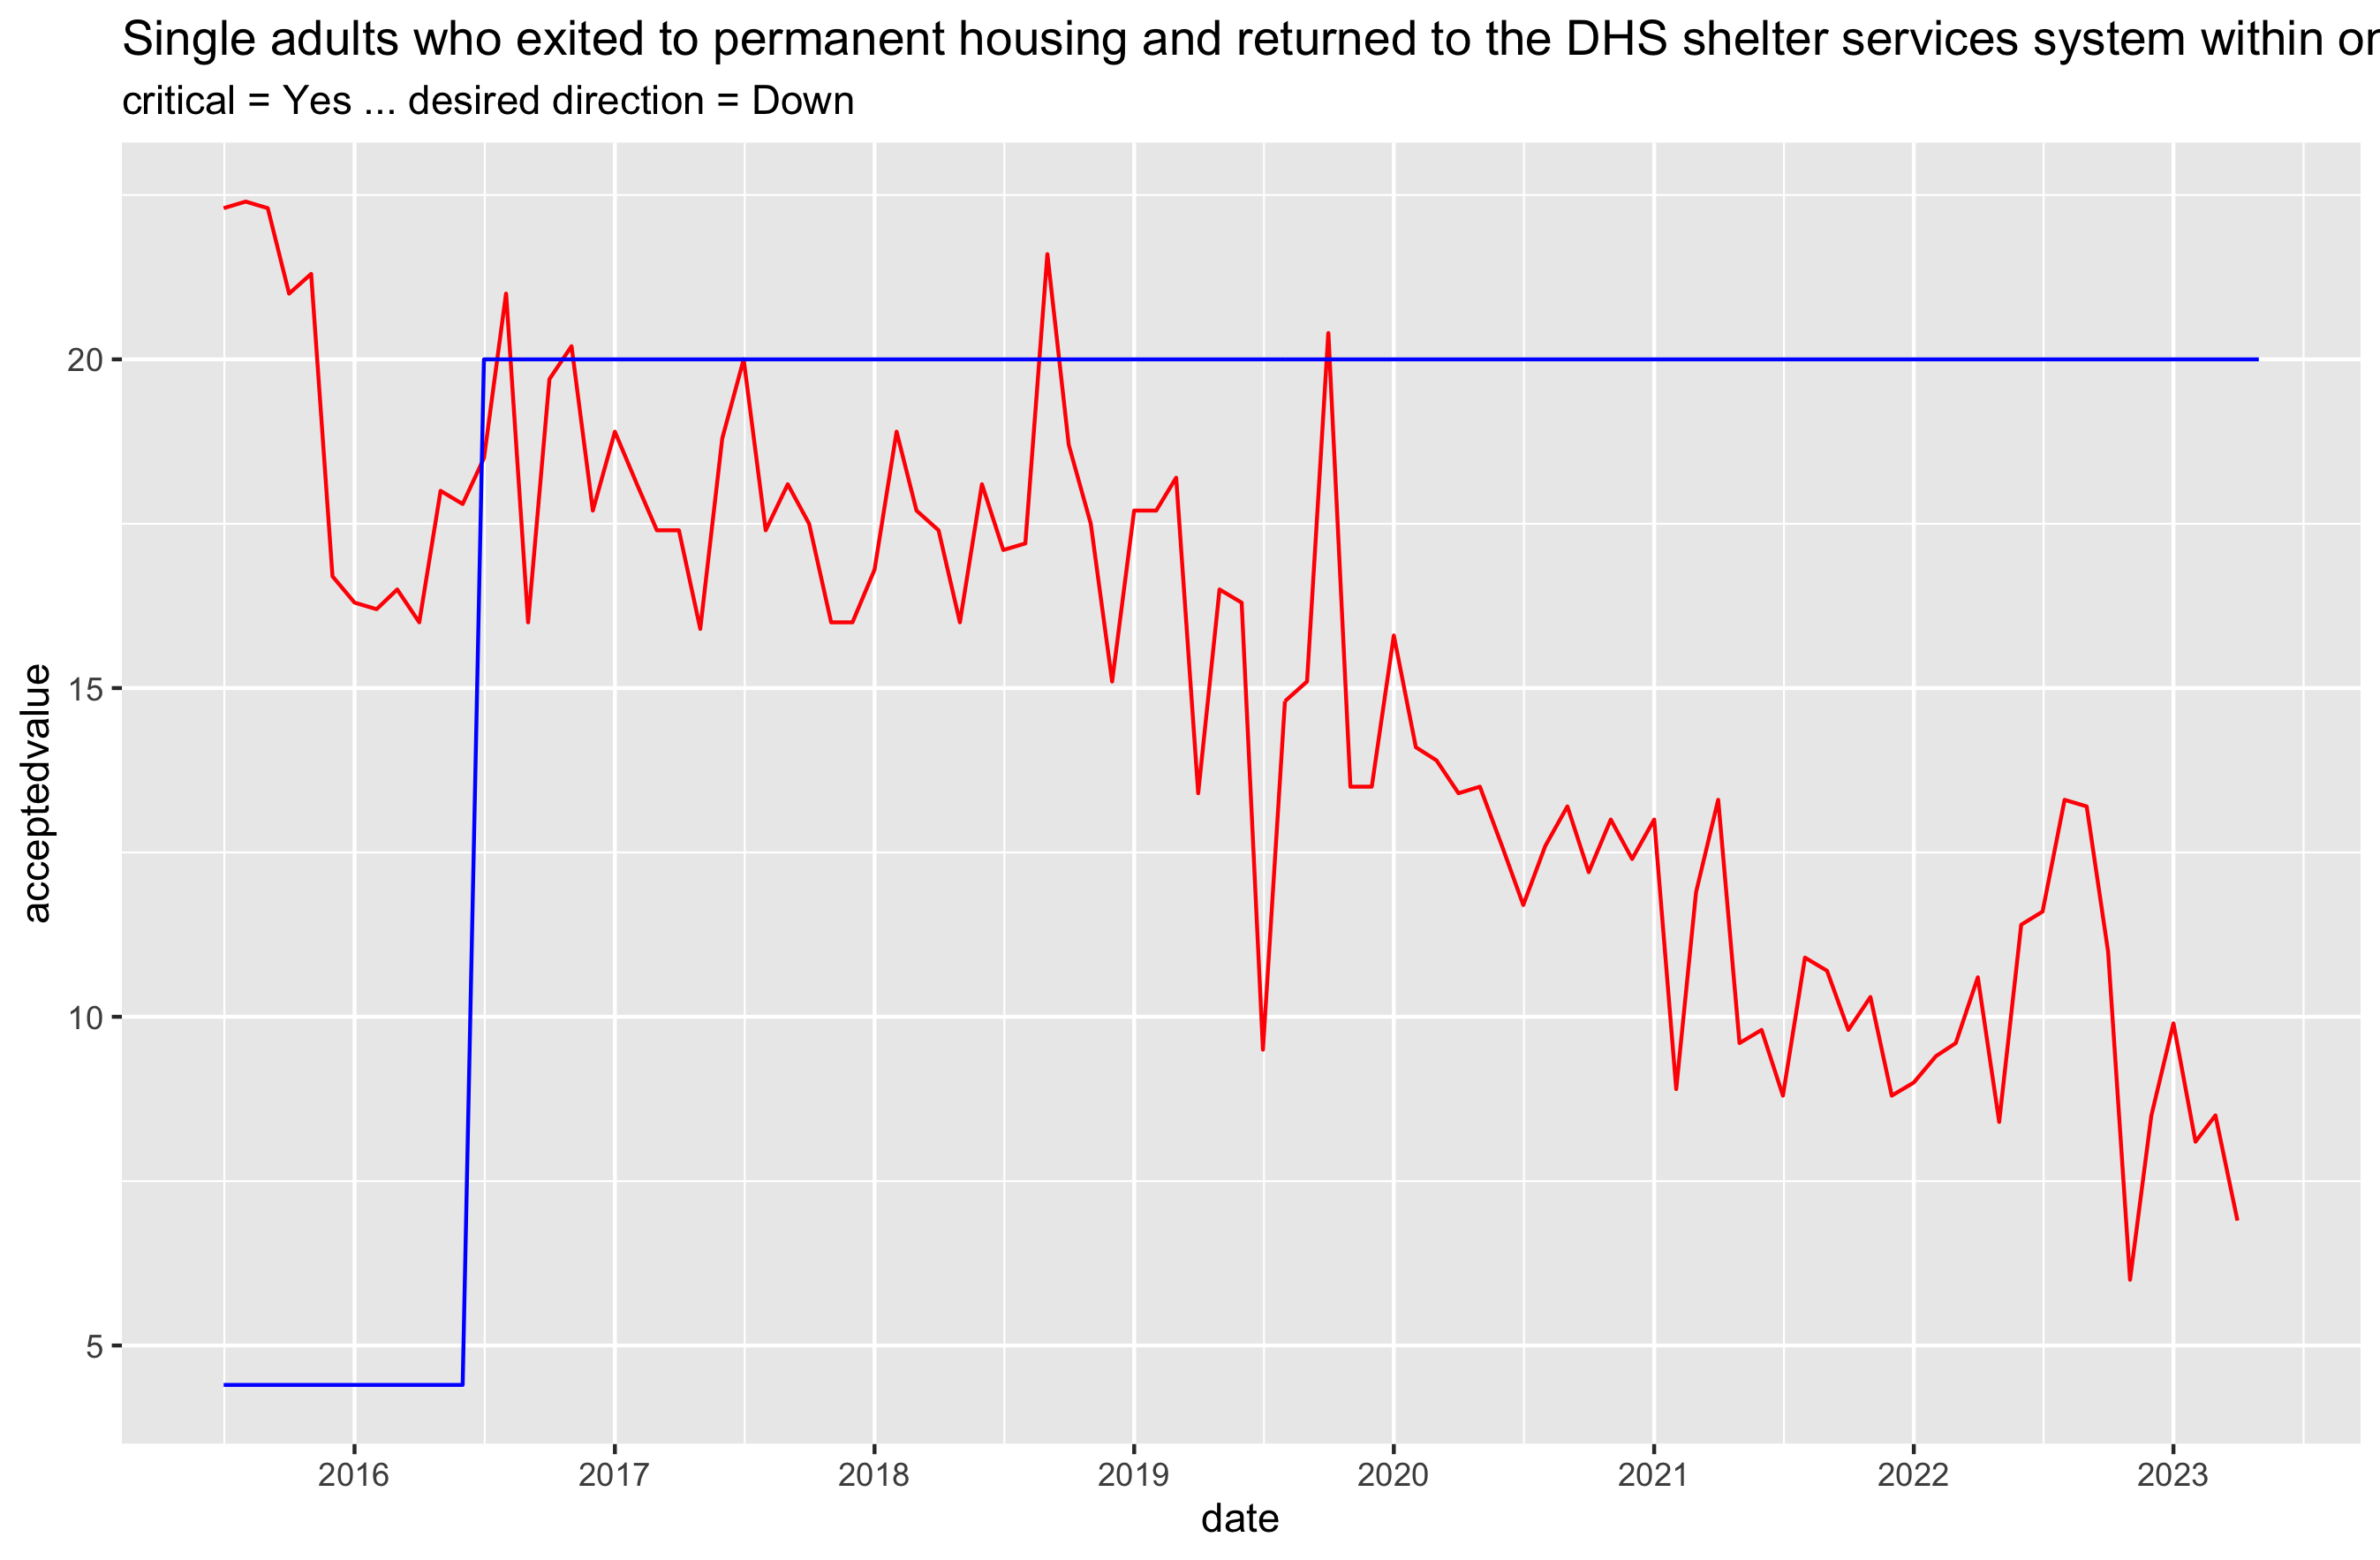 Single adults who exited to permanent housing and returned to the DHS shelter services system within
critical = Yes ... desired direction = Down
acceptedvalue
20
15
10
5
2016 2017 2018 2019 2020 2021 2022 2023
date